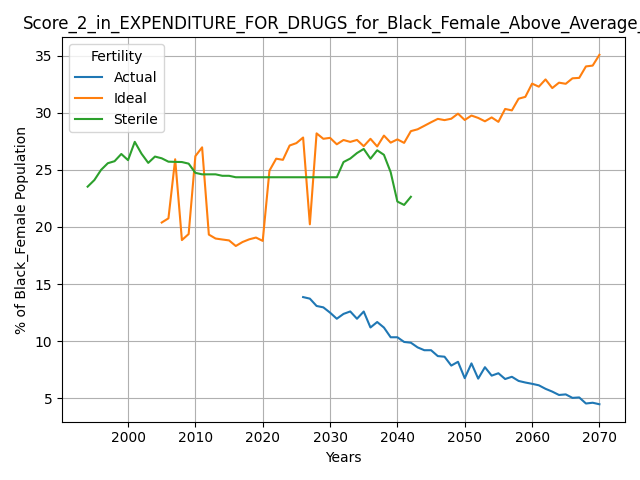 Score_2_in_EXPENDITURE_FOR_DRUGS_for_Black_Female_Above_Average_
Fertility
Actual
Ideal
Sterile
% of Black_Female Population
35
30
25
20
15
10
5
2000 2010 2020 2030 2040 2050 2060 2070
Years